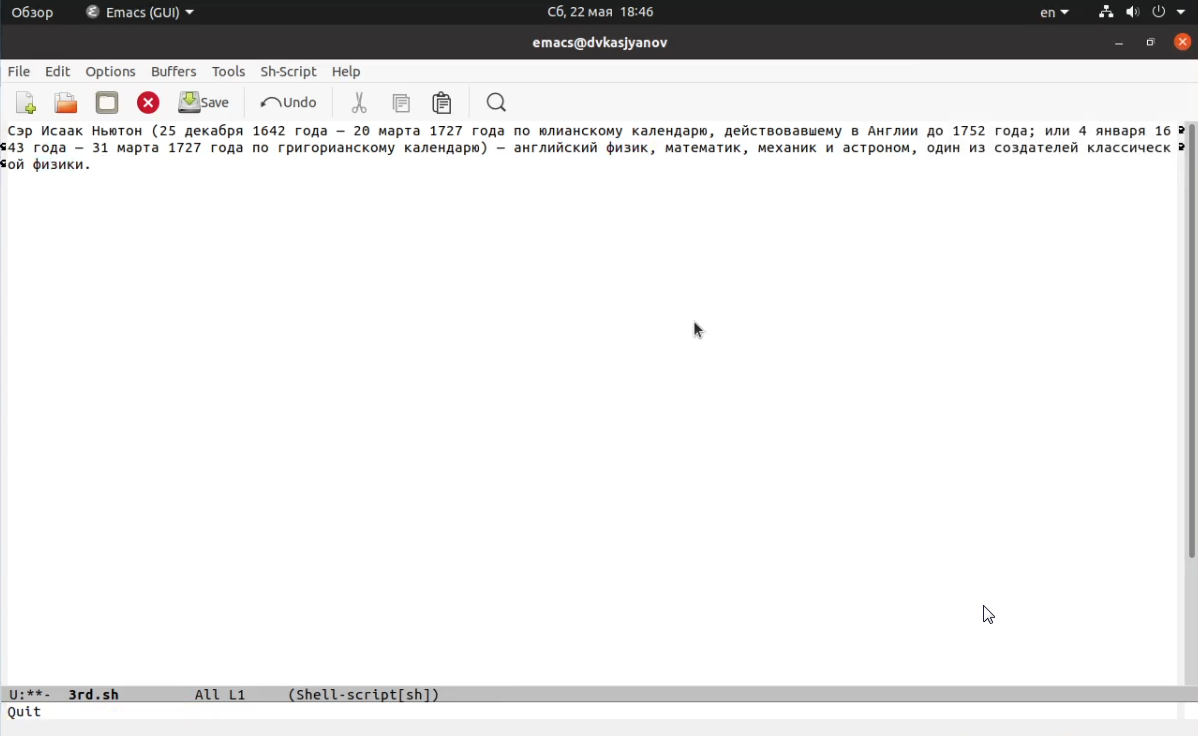 Обзор Emacs (GUI) Сб, 22 мая 18:46 en
emacs@dvkasjyanov
File Edit Options Buffers Tools Sh-Script Help
Save Undo
Сэр Исаак Ньютон (25 декабря 1642 года — 20 марта 1727 года по юлианскому календарю, действовавшему в Англии до 1752 года; или 4 января 16
43 года — 31 марта 1727 года по григорианскому календарю) — английский физик, математик, механик и астроном, один из создателей классическ
ой физики.
U:**- 3rd.sh All L1 (Shell-script[sh])
Quit